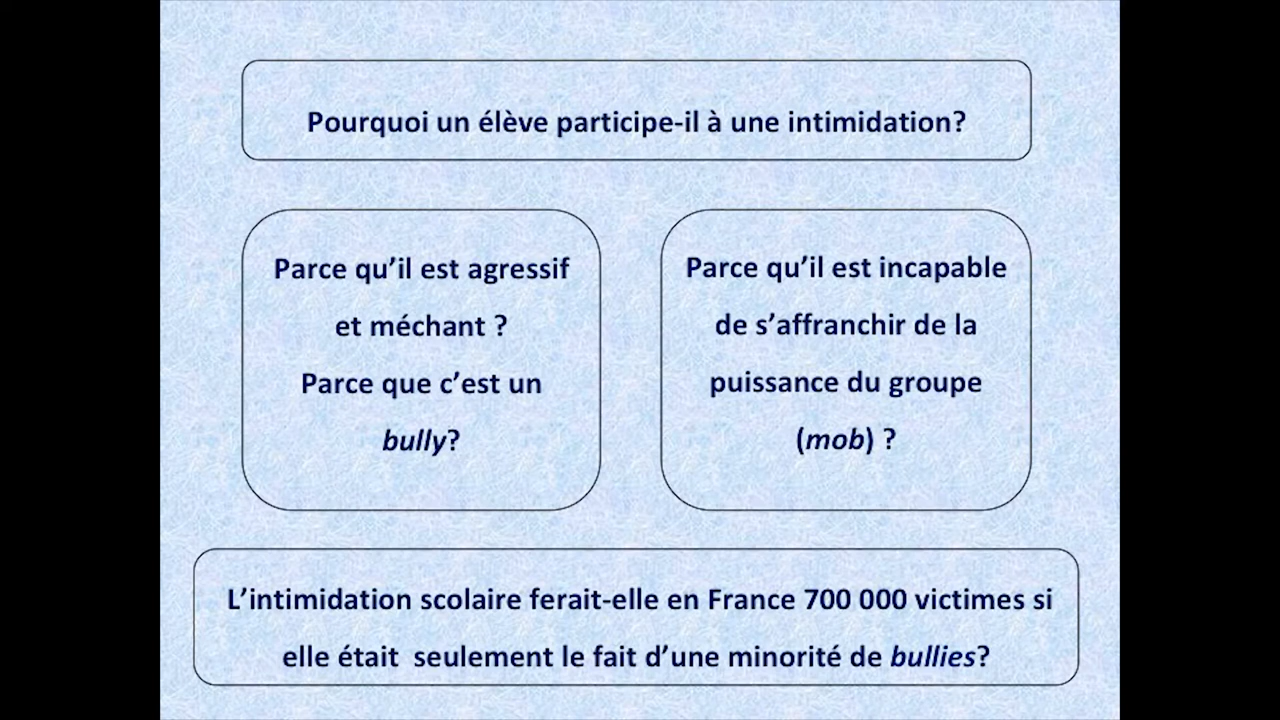 Pourquoi un élève participe-il à une intimidation?
Parce qu’il est agressif
et méchant ?
Parce que c’est un
bully?
Parce qu’il est incapable
de s’affranchir de la
puissance du groupe
(mob) ?
L’intimidation scolaire ferait-elle en France 700 000 victimes si
elle était  seulement le fait d’une minorité de bullies?